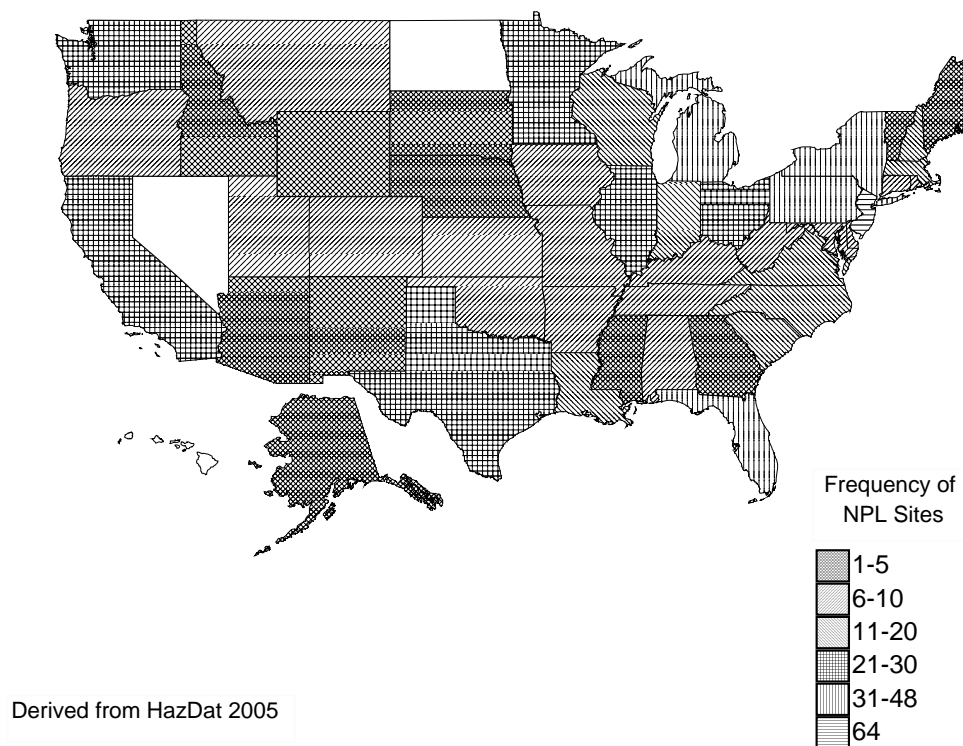 Frequency of
NPL Sites
1-5
6-10
11-20
21-30
31-48
64
Derived from HazDat 2005